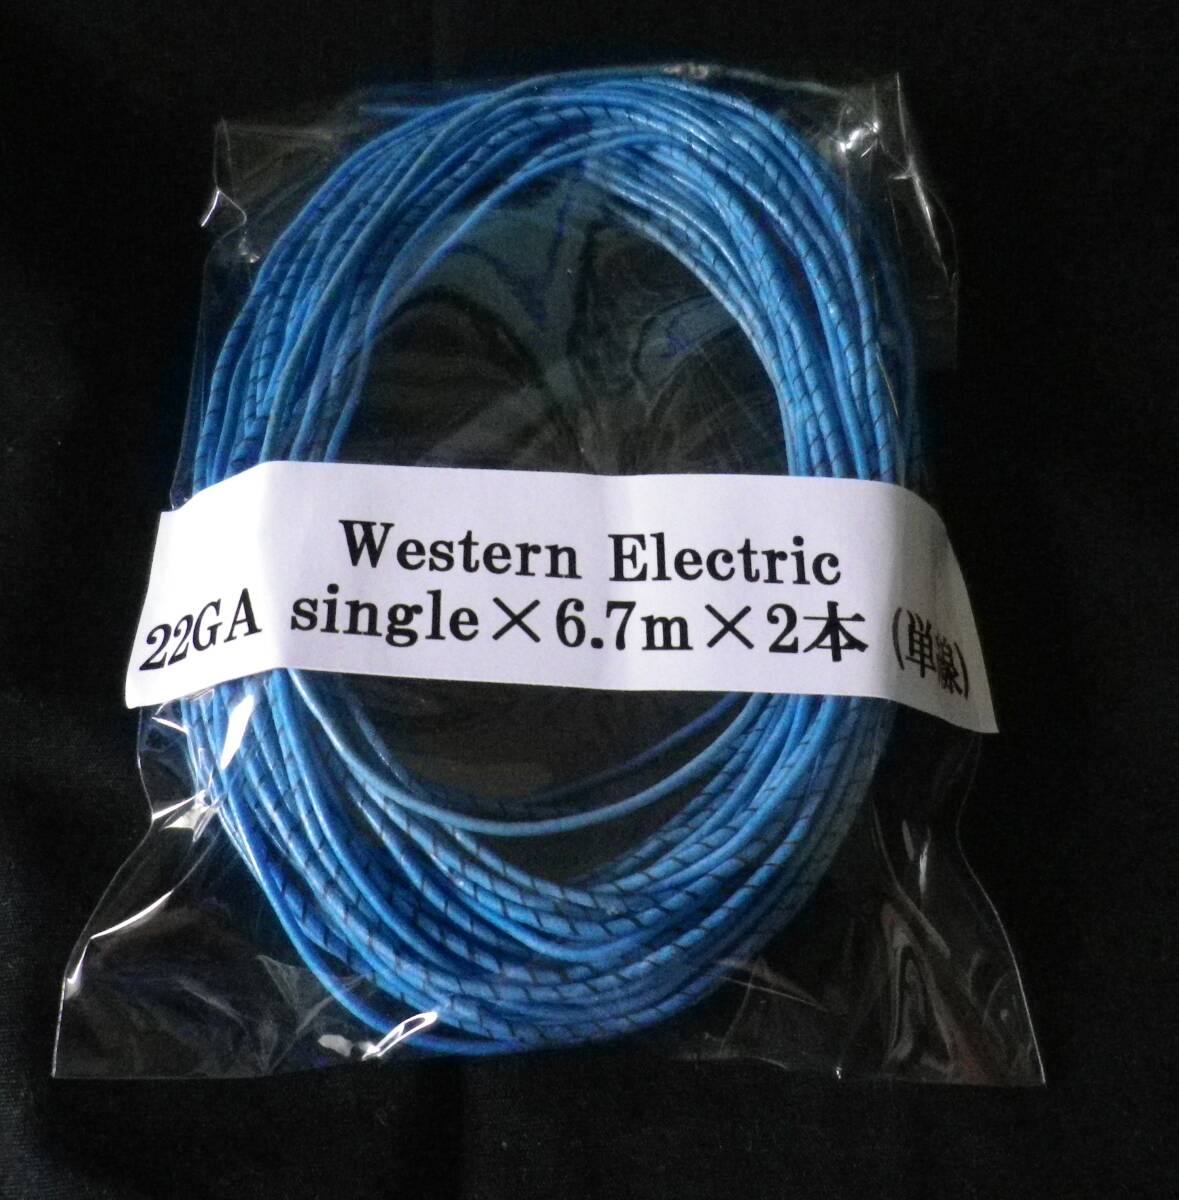 Western Electric
22GA single×6.7m×2本 (単線)